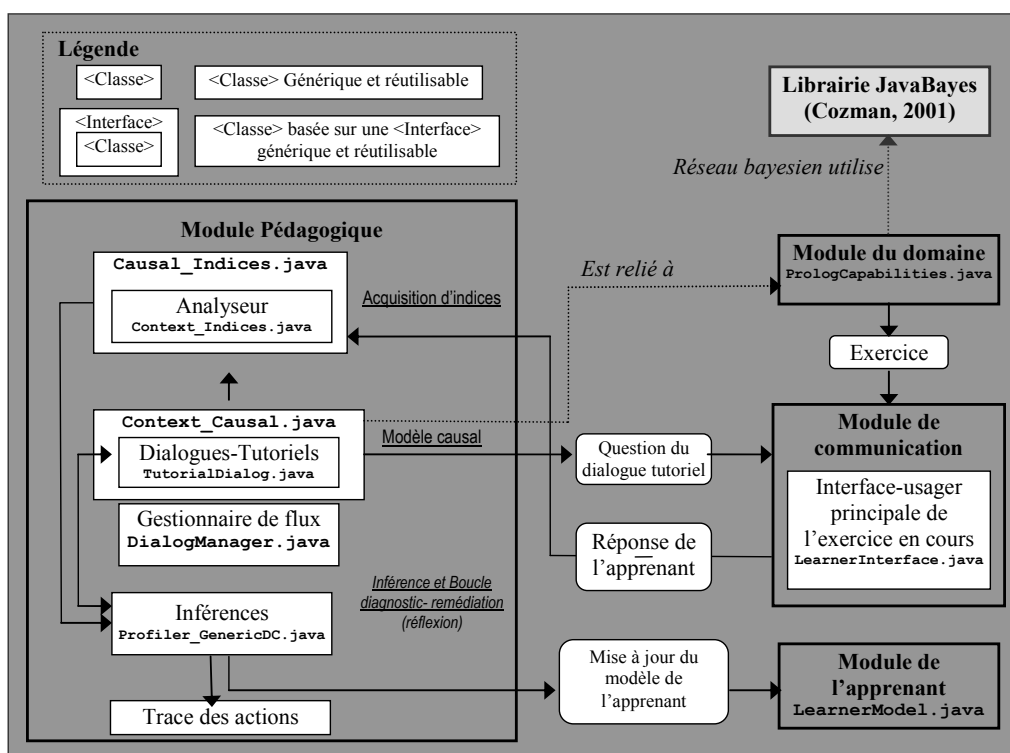 Légende
<Classe>
<Classe> Générique et réutilisable
<Interface>
<Classe>
<Classe> basée sur une <Interface>
générique et réutilisable
Librairie JavaBayes
(Cozman, 2001)
Réseau bayesien utilise
Module Pédagogique
Causal_Indices.java
Analyseur
Context_Indices.java
Acquisition d'indices
Est relié à
Module du domaine
PrologCapabilities.java
Exercice
Context_Causal.java
Dialogues-Tutoriels
TutorialDialog.java
Modèle causal
Question du
dialogue tutoriel
Module de
communication
Interface-usager
principale de
l'exercice en cours
LearnerInterface.java
Gestionnaire de flux
DialogManager.java
Réponse de
l'apprenant
Inférence et Boucle
diagnostic- remédiation
(réflexion)
Inférences
Profiler_GenericDC.java
Trace des actions
Mise à jour du
modèle de
l'apprenant
Module de
l'apprenant
LearnerModel.java